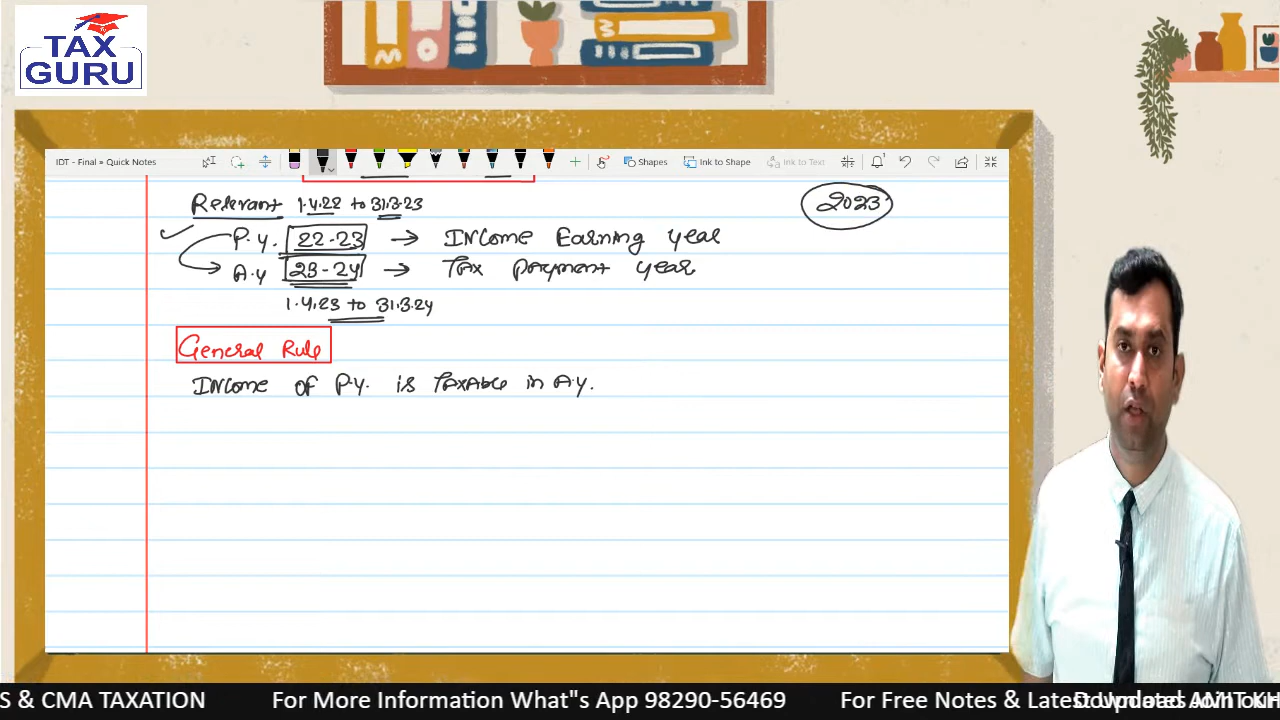 TAX
GURU
IDT - Final » Quick Notes
Shapes
Ink to Shape
Ink to Text
Relevant 1.4.22 to 31.3.23
2023
P.Y. 22-23 → Income Earning year
A.Y 23-24 → Tax Payment year
1.4.23 to 31.3.24
General Rule
Income of P.Y. is Taxable in A.Y.
S & CMA TAXATION For More Information What"s App 98290-56469 For Free Notes & Latest